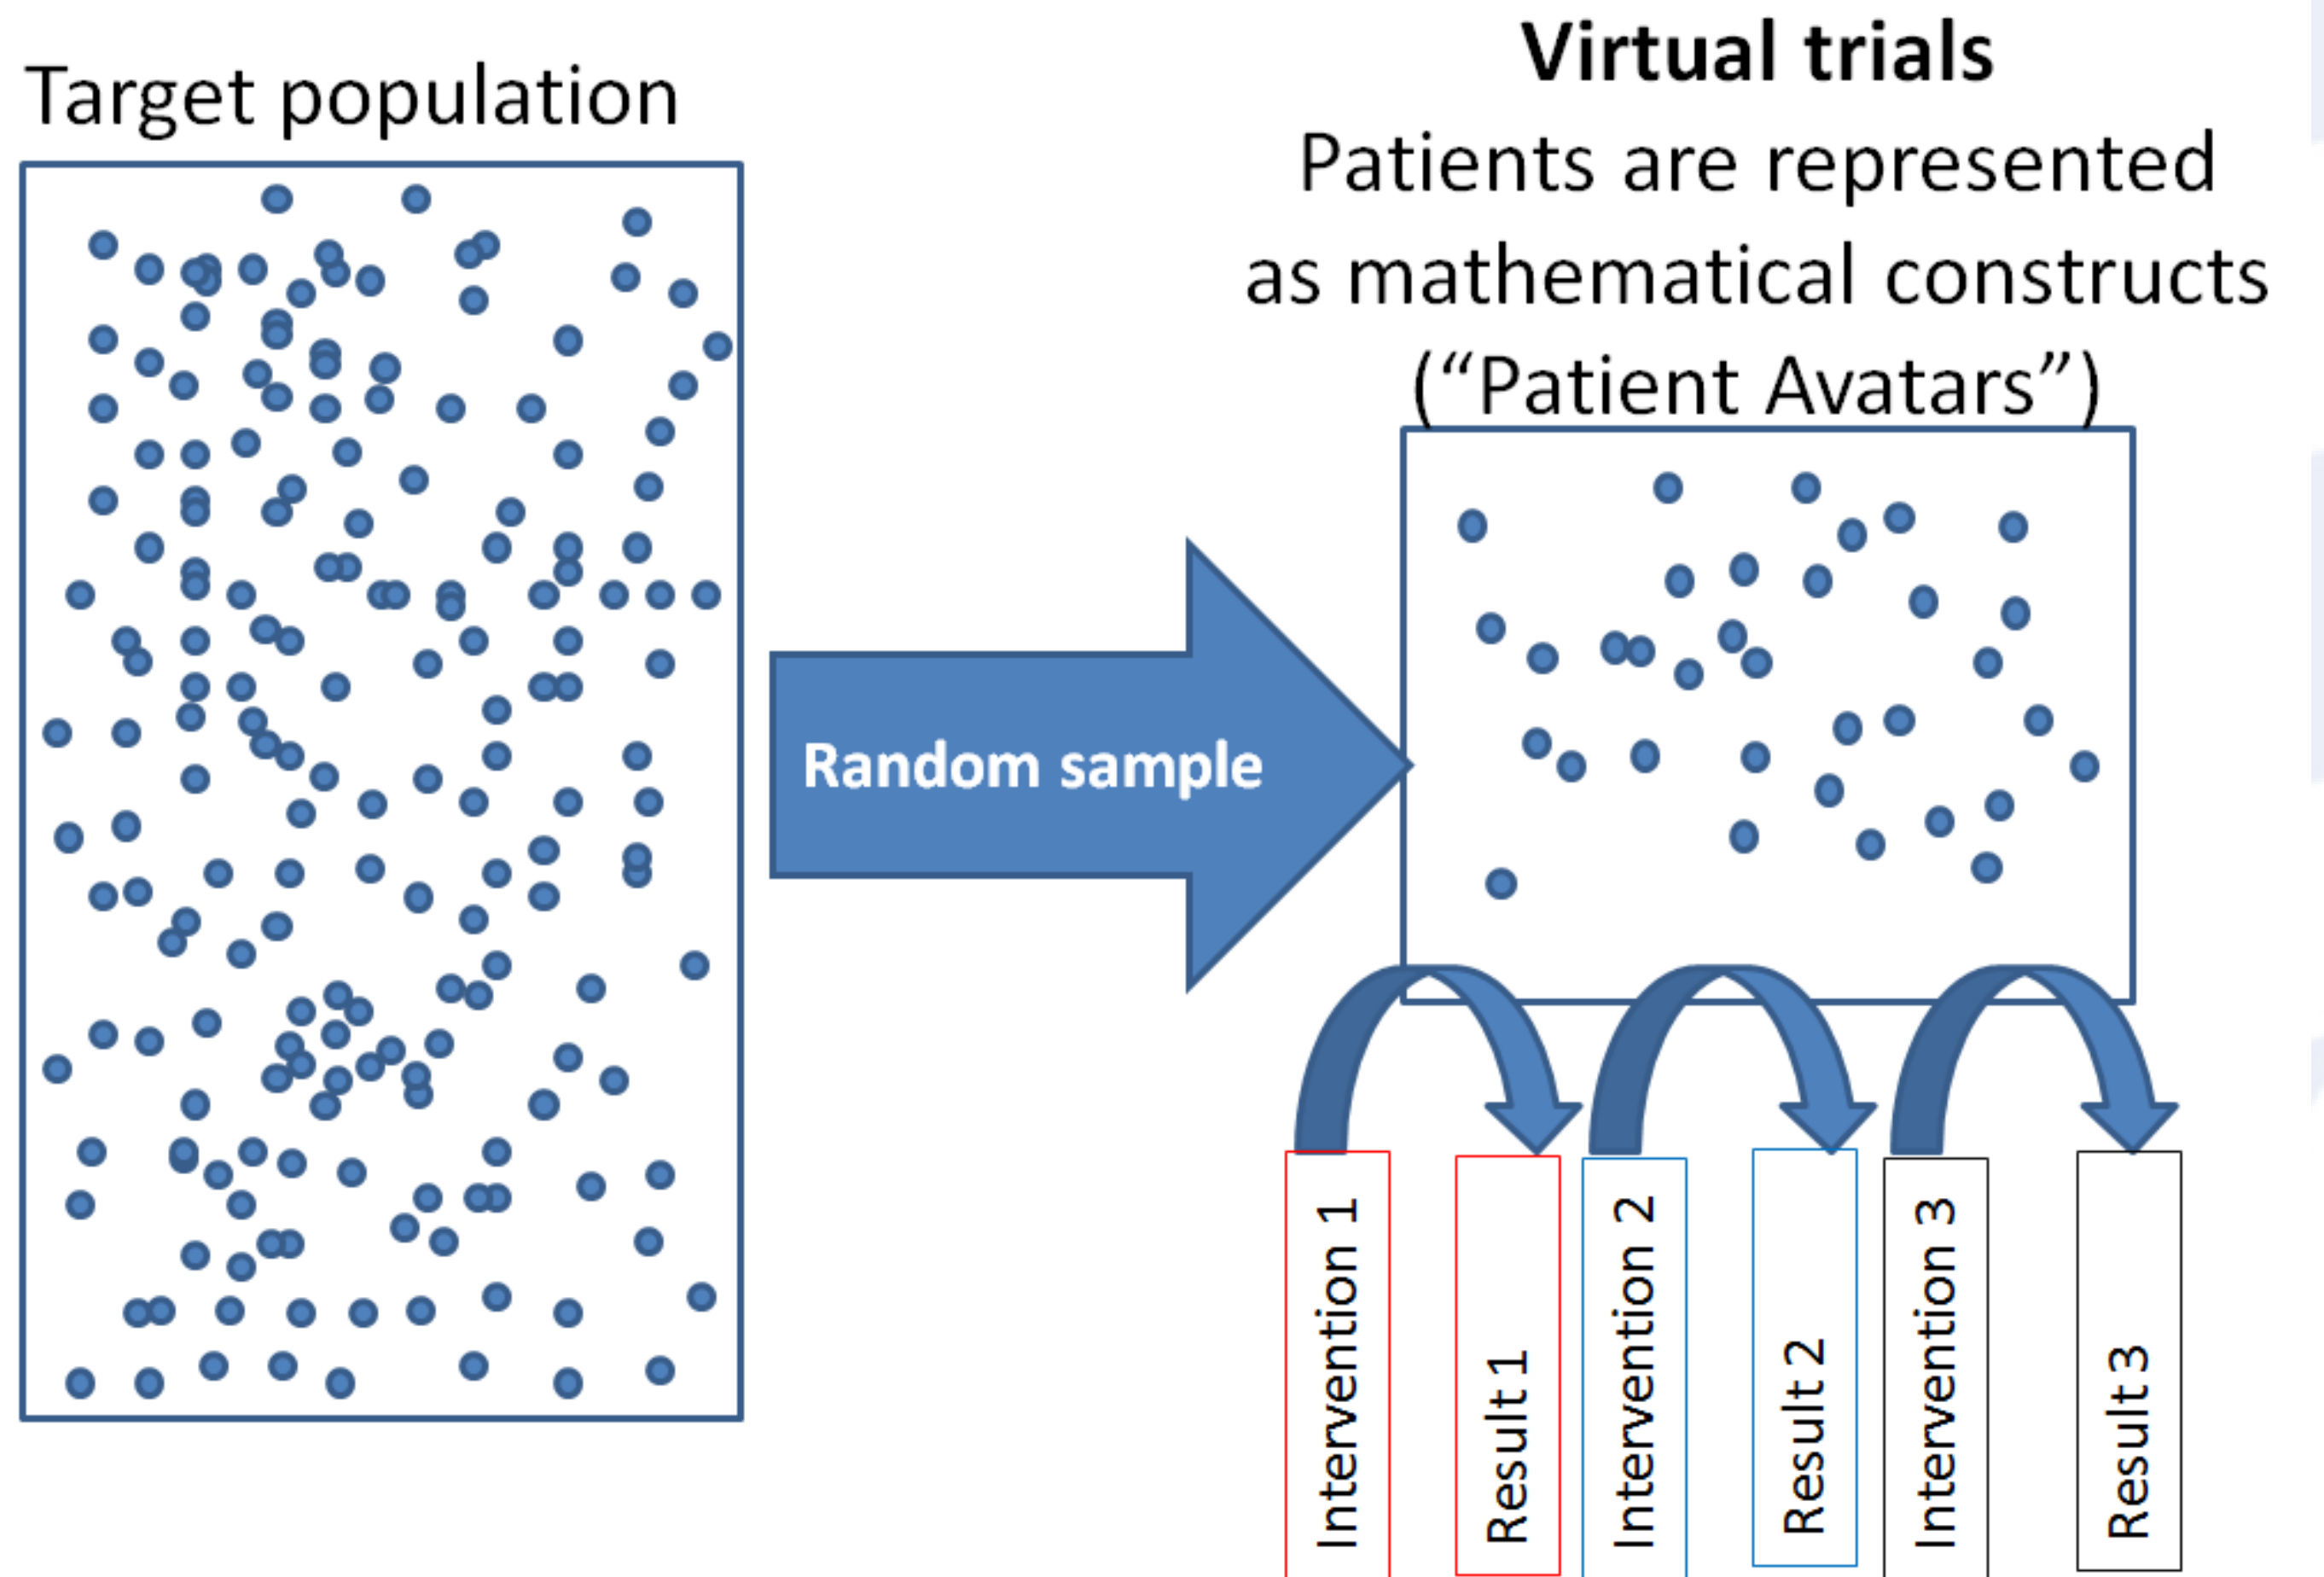 Target population
Virtual trials
Patients are represented
as mathematical constructs
(“Patient Avatars”)
Random sample
Intervention 1
Result 1
Intervention 2
Result 2
Intervention 3
Result 3